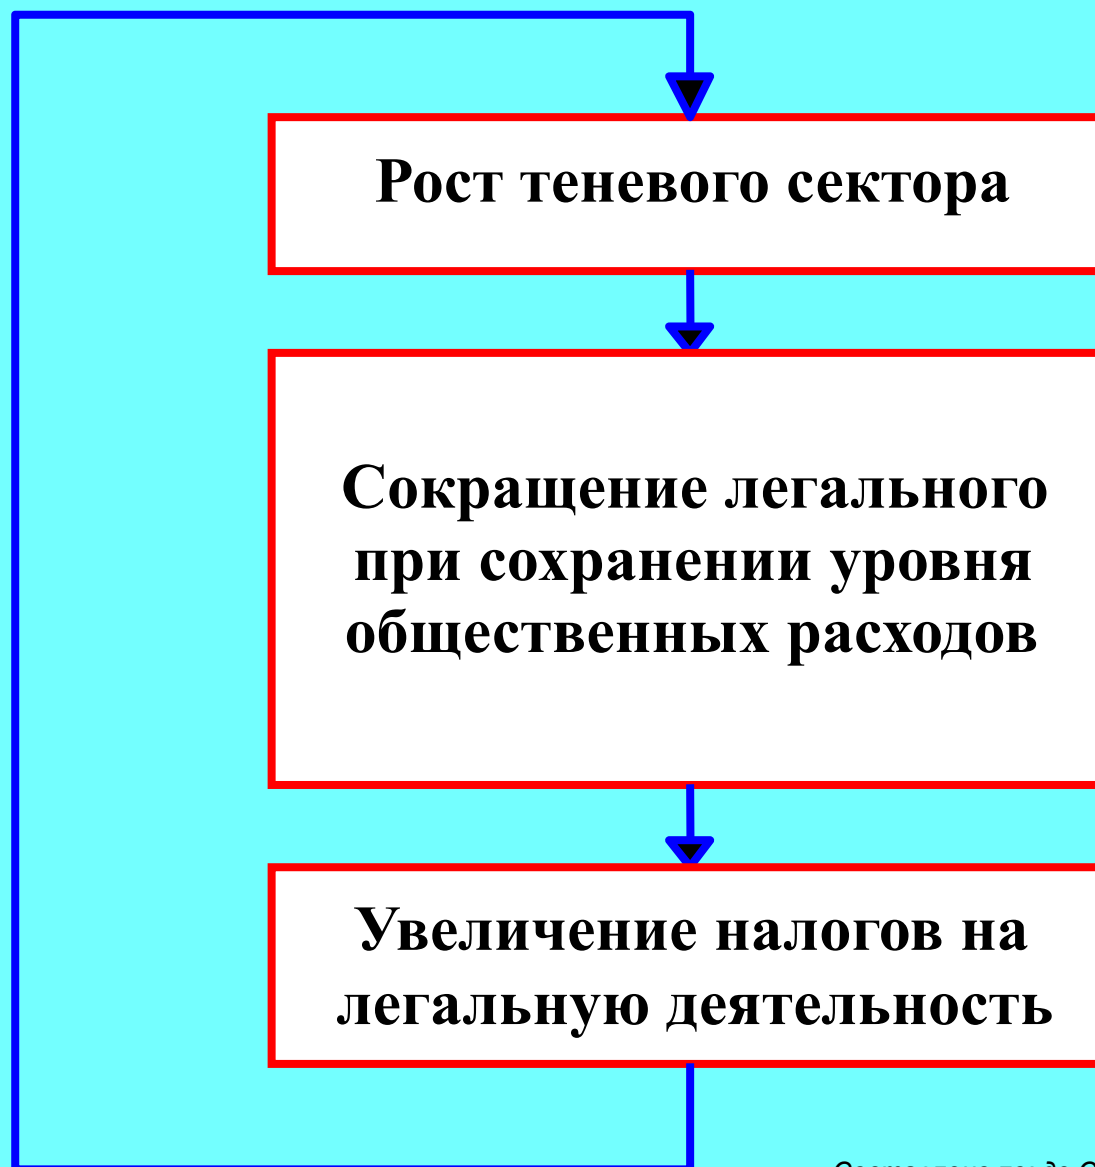 Рост теневого сектора
Сокращение легального
при сохранении уровня
общественных расходов
Увеличение налогов на
легальную деятельность